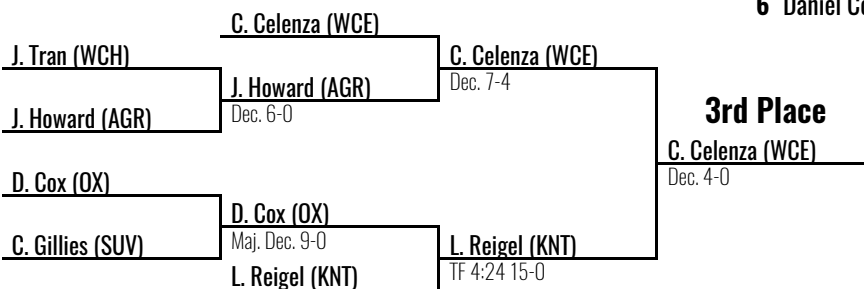 6 Daniel
C. Celenza (WCE)
J. Tran (WCH)
C. Celenza (WCE)
Dec. 7-4
J. Howard (AGR)
Dec. 6-0
J. Howard (AGR)
3rd Place
C. Celenza (WCE)
Dec. 4-0
D. Cox (OX)
D. Cox (OX)
Maj. Dec. 9-0
C. Gillies (SUV)
L. Reigel (KNT)
TF 4:24 15-0
L. Reigel (KNT)